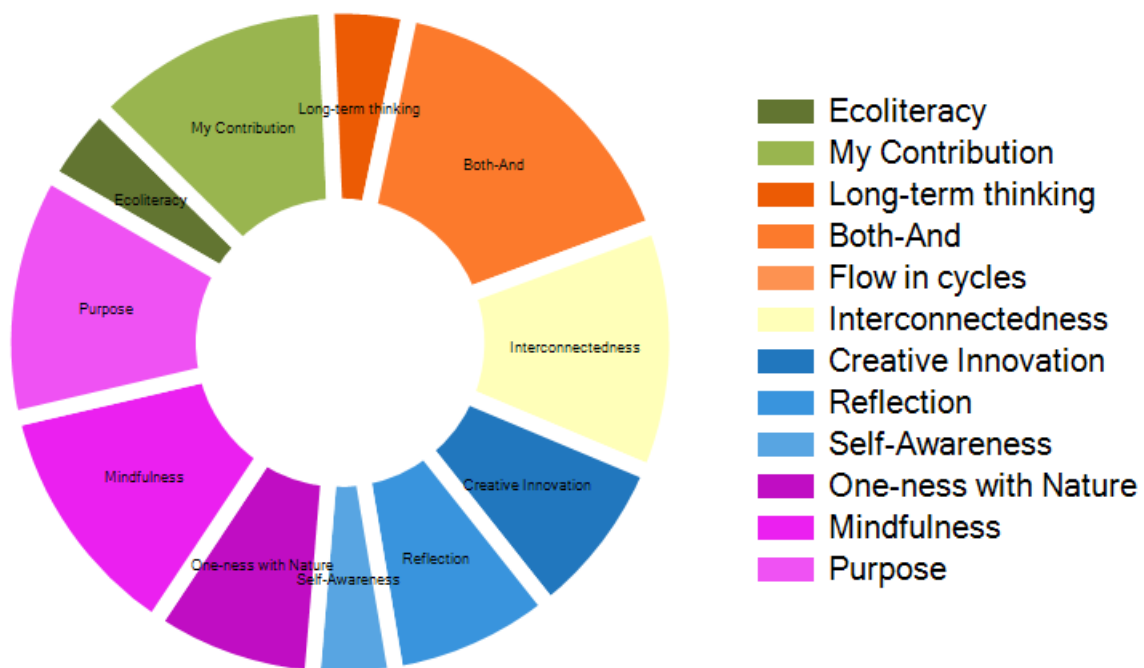 Long-term thinking
My Contribution
Both-And
Ecoliteracy
Purpose
Interconnectedness
Mindfulness
Creative Innovation
Reflection
One-ness with Nature
Self-Awareness
Ecoliteracy
My Contribution
Long-term thinking
Both-And
Flow in cycles
Interconnectedness
Creative Innovation
Reflection
Self-Awareness
One-ness with Nature
Mindfulness
Purpose